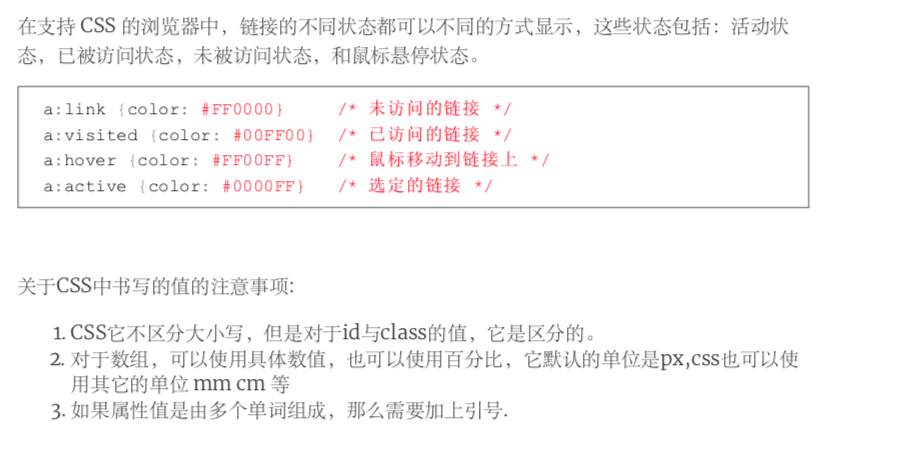 在支持 CSS 的浏览器中，链接的不同状态都可以不同的方式显示，这些状态包括：活动状
态，已被访问状态，未被访问状态，和鼠标悬停状态。
a:link {color: #FF0000}     /* 未访问的链接 */
a:visited {color: #00FF00}  /* 已访问的链接 */
a:hover {color: #FF00FF}    /* 鼠标移动到链接上 */
a:active {color: #0000FF}   /* 选定的链接 */
关于CSS中书写的值的注意事项:
1. CSS它不区分大小写，但是对于id与class的值，它是区分的。
2. 对于数组，可以使用具体数值，也可以使用百分比，它默认的单位是px,css也可以使
用其它的单位 mm cm 等
3. 如果属性值是由多个单词组成，那么需要加上引号.